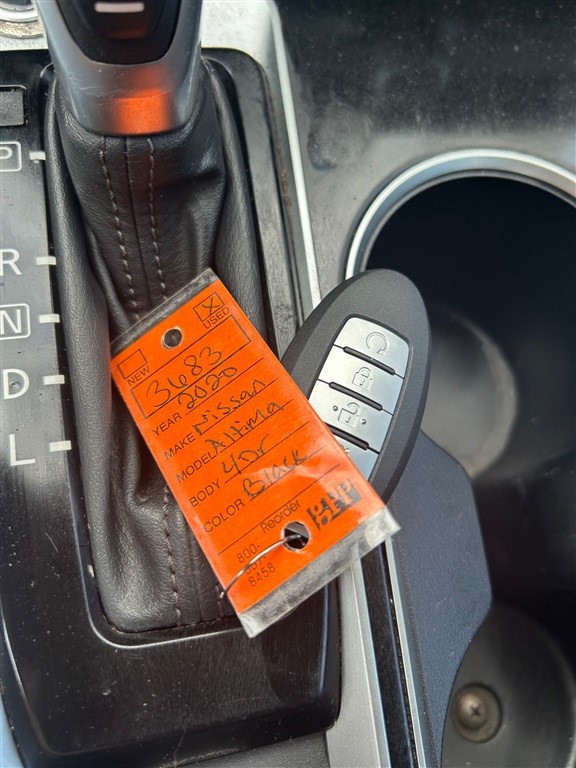 P
R
N
D
L
NEW
USED
3683
YEAR 2020
MAKE Nissan
MODEL Altima
BODY 4Dr
COLOR Black
Reorder
800-
8458